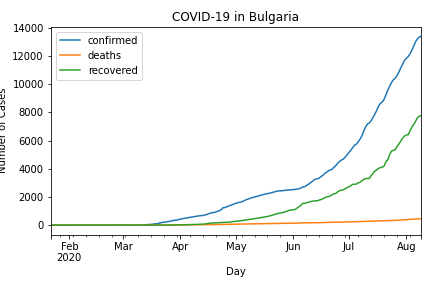 COVID-19 in Bulgaria
confirmed
deaths
recovered
14000
12000
10000
8000
6000
4000
2000
0
Number of Cases
Feb Mar Apr May Jun Jul Aug
2020
Day